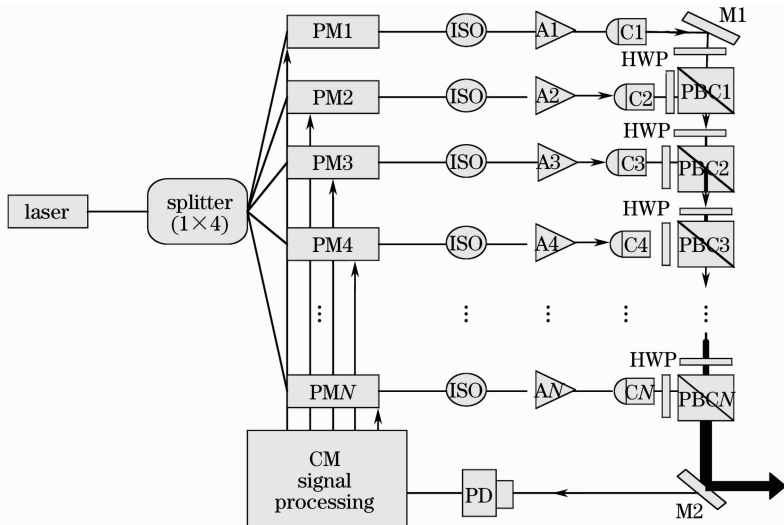 PM1 ISO A1 C1 M1
HWP
PM2 ISO A2 C2 PBC1
HWP
PM3 ISO A3 C3 PBC2
laser
splitter
(1×4)
HWP
PM4 ISO A4 C4 PBC3
⋮ ⋮ ⋮ ⋮ ⋮
HWP
PMN ISO AN CN PBCN
CM
signal
processing
PD
M2